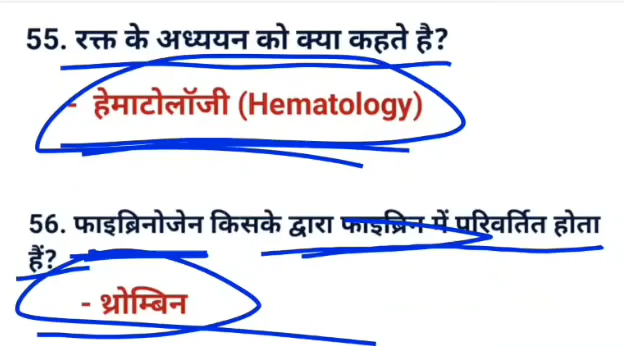 55. रक्त के अध्ययन को क्या कहते है?
- हेमाटोलॉजी (Hematology)
56. फाइब्रिनोजेन किसके द्वारा फाइब्रिन में परिवर्तित होता
हैं?
- थ्रोम्बिन